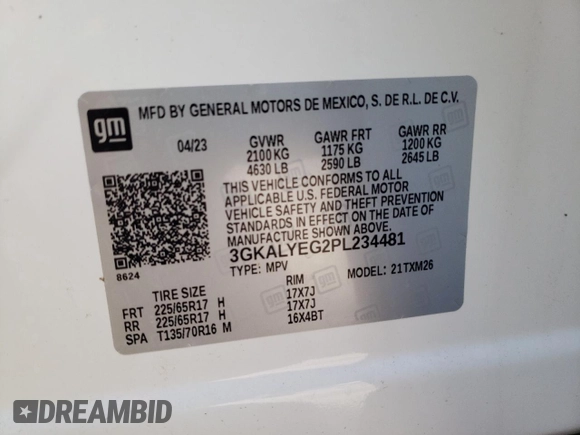 gm
MFD BY GENERAL MOTORS DE MEXICO, S. DE R.L. DE C.V.
04/23 GVWR GAWR FRT GAWR RR
2100 KG 1175 KG 1200 KG
4630 LB 2590 LB 2645 LB
THIS VEHICLE CONFORMS TO ALL
APPLICABLE U.S. FEDERAL MOTOR
VEHICLE SAFETY AND THEFT PREVENTION
STANDARDS IN EFFECT ON THE DATE OF
MANUFACTURE SHOWN ABOVE.
3GKALYEG2PL234481
8624 TYPE: MPV MODEL: 21TXM26
TIRE SIZE RIM
FRT 225/65R17 H 17X7J
RR 225/65R17 H 17X7J
SPA T135/70R16 M 16X4BT
DREAMBID